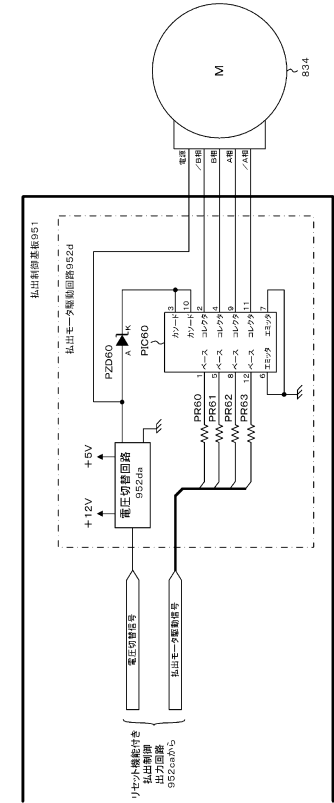 払出制御基板951
払出モータ駆動回路952d
リセット機能付き
払出制御
出力回路
952caから
電圧切替信号
払出モータ駆動信号
+12V
+5V
電圧切替回路
952da
PZD60
A
K
PIC60
PR60
PR61
PR62
PR63
1
ベース
5
ベース
8
ベース
12
ベース
6
エミッタ
カソード
3
カソード
10
コレクタ
2
コレクタ
4
コレクタ
9
コレクタ
11
エミッタ
7
電源
/B相
B相
A相
/A相
M
834